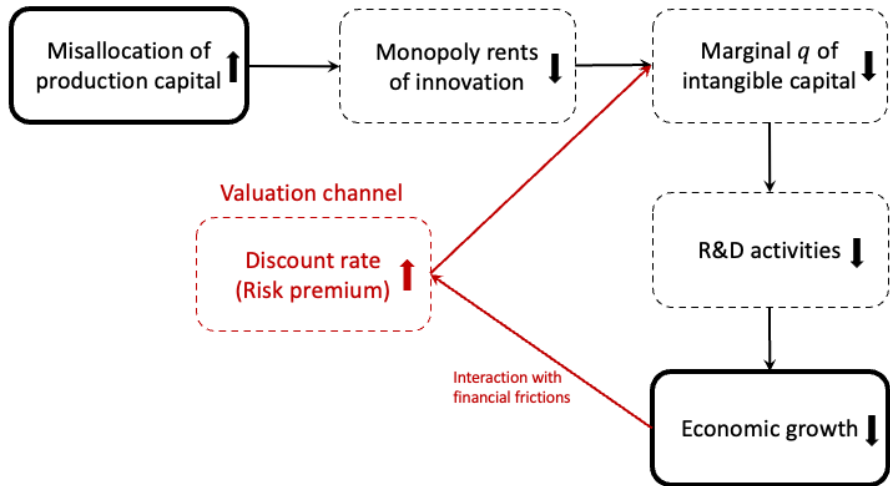 Misallocation of
production capital
Monopoly rents
of innovation
Marginal q of
intangible capital
Valuation channel
Discount rate
(Risk premium)
R&D activities
Interaction with
financial frictions
Economic growth